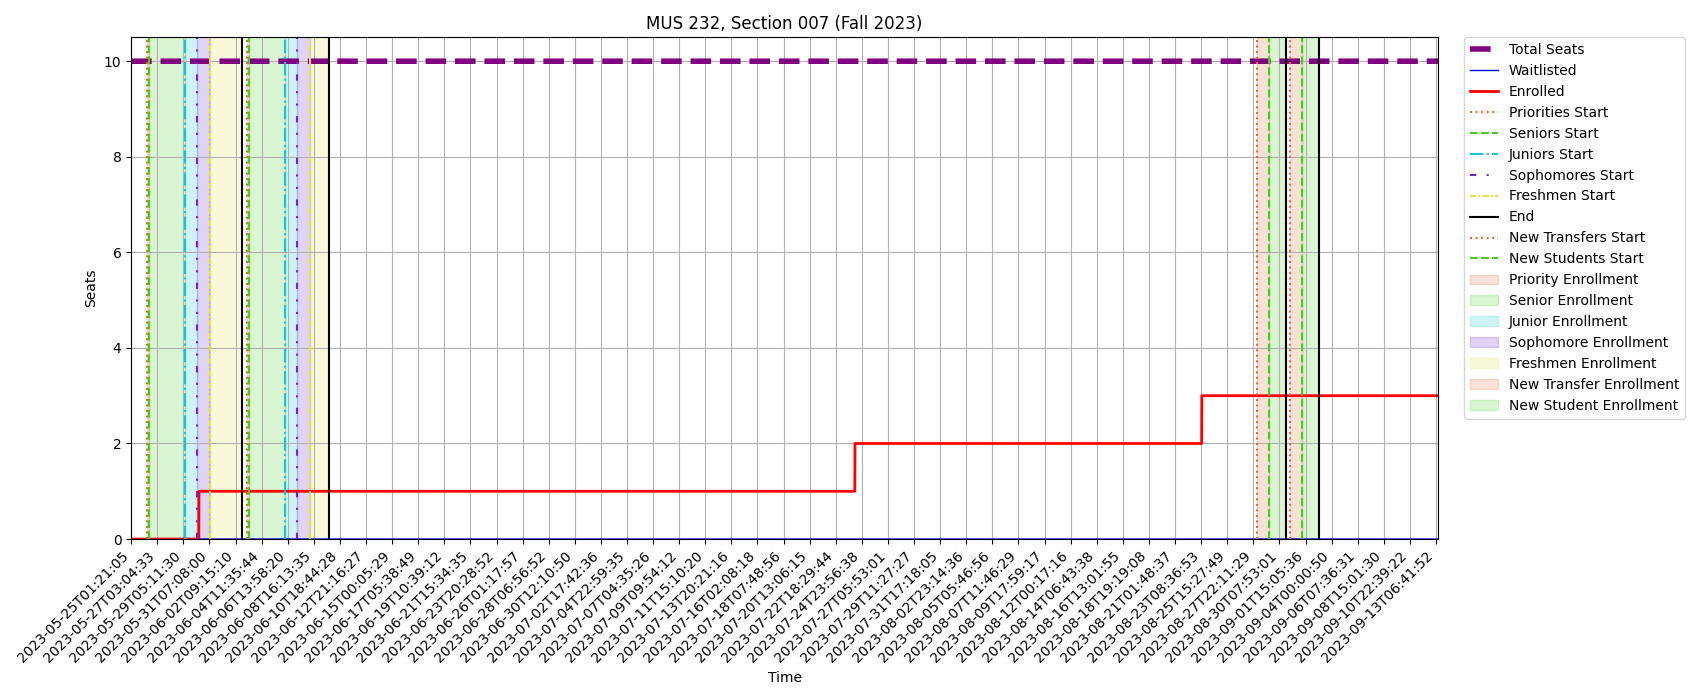 MUS 232, Section 007 (Fall 2023)
10
8
6
4
2
0
Seats
2023-05-25T01:21:05
2023-05-27T03:04:33
2023-05-29T05:11:30
2023-05-31T07:08:00
2023-06-02T09:15:10
2023-06-04T11:35:44
2023-06-06T13:58:20
2023-06-08T16:13:35
2023-06-10T18:44:28
2023-06-12T21:16:27
2023-06-15T00:05:29
2023-06-17T05:38:49
2023-06-19T10:39:12
2023-06-21T15:34:35
2023-06-23T20:28:52
2023-06-26T01:17:57
2023-06-28T06:56:52
2023-06-30T12:10:50
2023-07-02T17:42:36
2023-07-04T22:59:35
2023-07-07T04:35:26
2023-07-09T09:54:12
2023-07-11T15:10:20
2023-07-13T20:21:16
2023-07-16T02:08:18
2023-07-18T07:48:56
2023-07-20T13:06:15
2023-07-22T18:29:44
2023-07-24T23:56:38
2023-07-27T05:53:01
2023-07-29T11:27:27
2023-07-31T17:18:05
2023-08-02T23:14:36
2023-08-05T05:46:56
2023-08-07T11:46:29
2023-08-09T17:59:17
2023-08-12T00:17:16
2023-08-14T06:43:38
2023-08-16T13:01:55
2023-08-18T19:19:08
2023-08-21T01:48:37
2023-08-23T08:36:53
2023-08-25T15:27:49
2023-08-27T22:11:29
2023-08-30T07:53:01
2023-09-01T15:05:36
2023-09-04T00:00:50
2023-09-06T07:36:31
2023-09-08T15:01:30
2023-09-10T22:39:22
2023-09-13T06:41:52
Time
Total Seats
Waitlisted
Enrolled
Priorities Start
Seniors Start
Juniors Start
Sophomores Start
Freshmen Start
End
New Transfers Start
New Students Start
Priority Enrollment
Senior Enrollment
Junior Enrollment
Sophomore Enrollment
Freshmen Enrollment
New Transfer Enrollment
New Student Enrollment